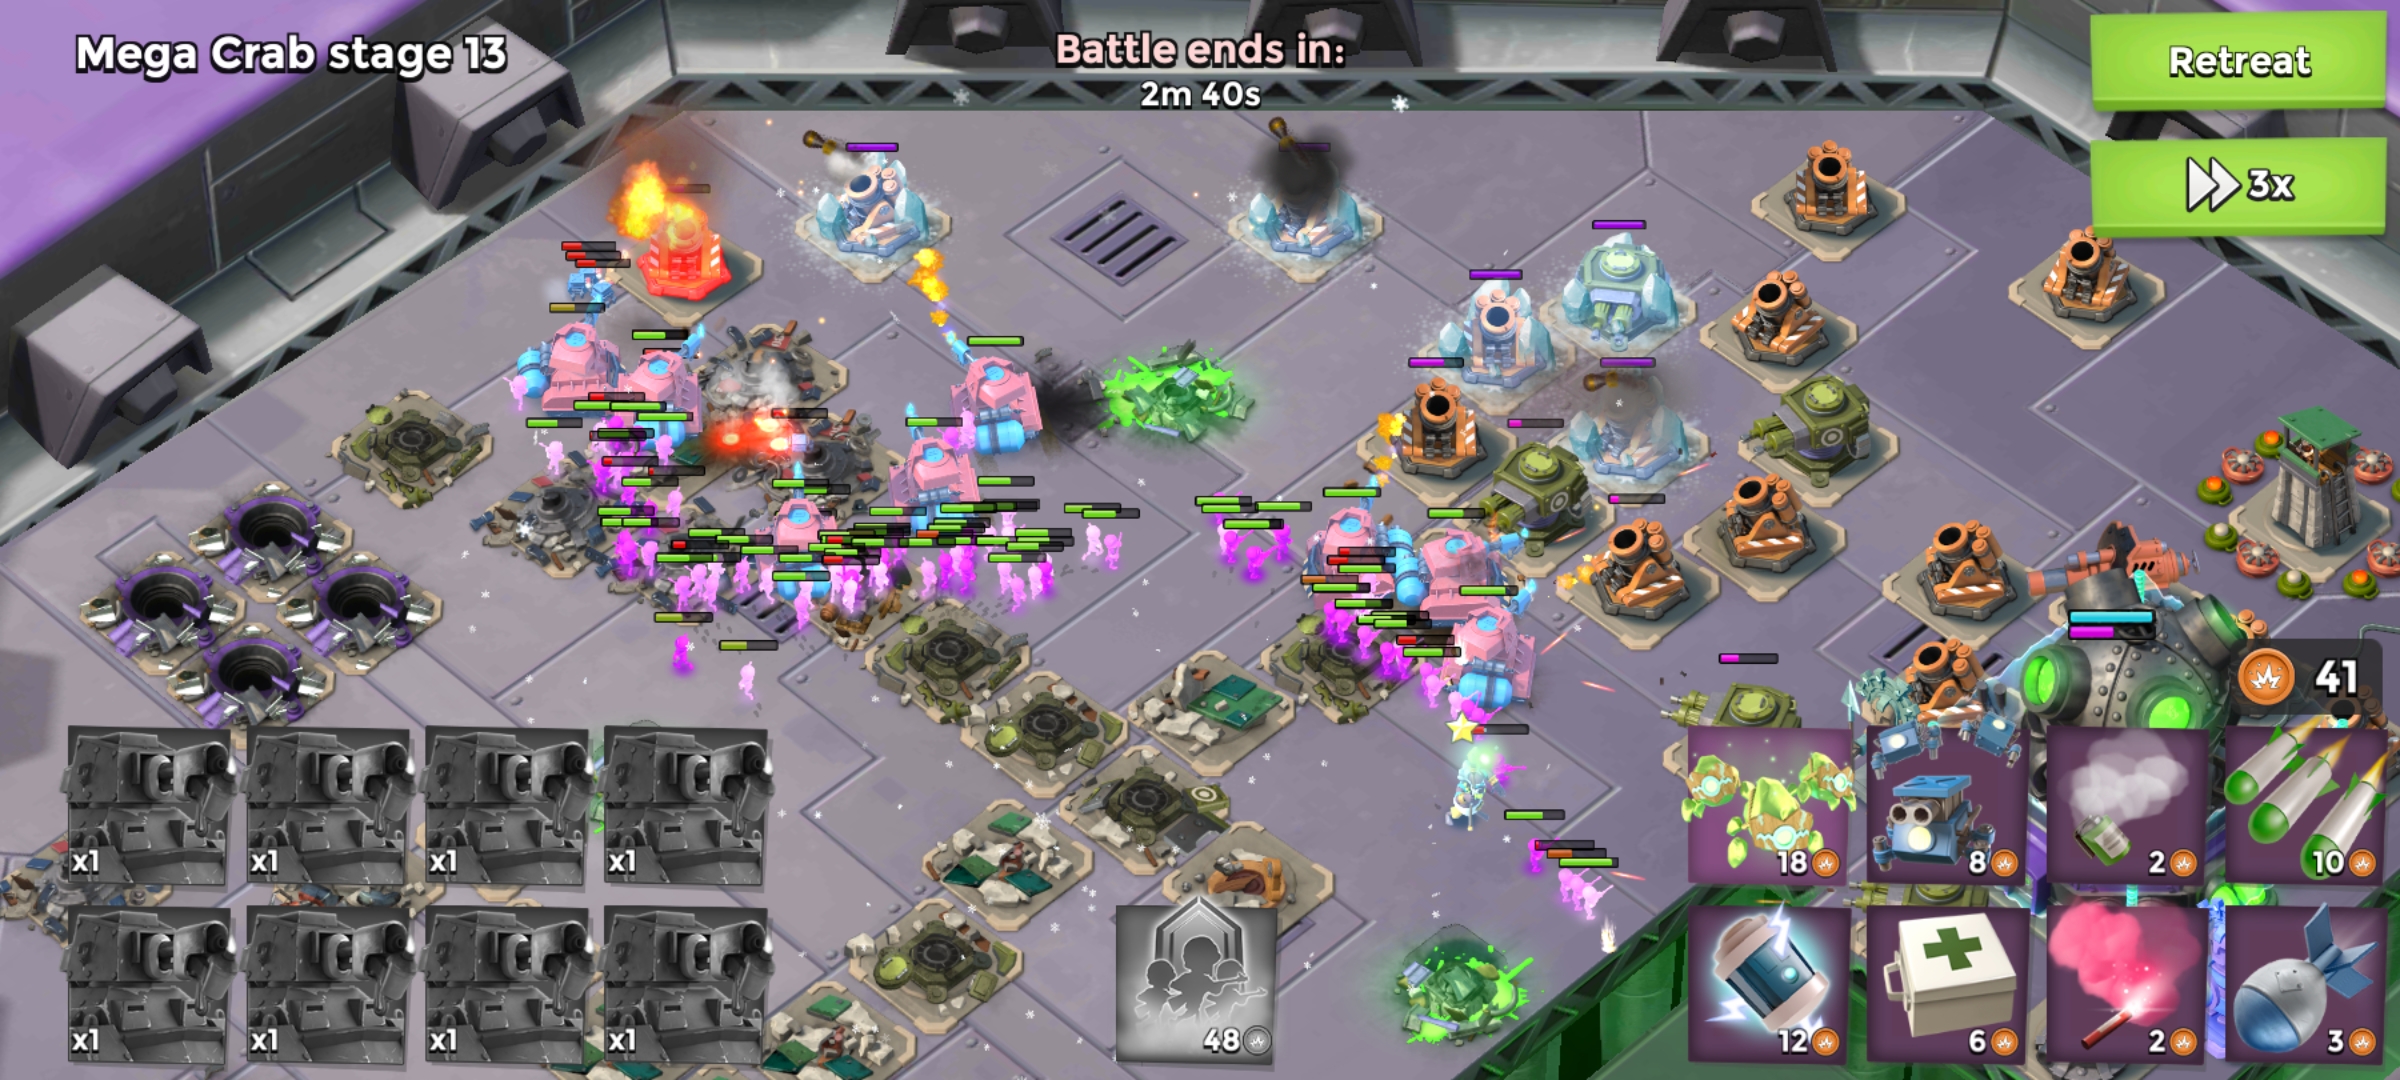 Mega Crab stage 13
Battle ends in:
2m 40s
Retreat
3x
41
x1
x1
x1
x1
18
8
2
10
x1
x1
x1
x1
48
12
6
2
3